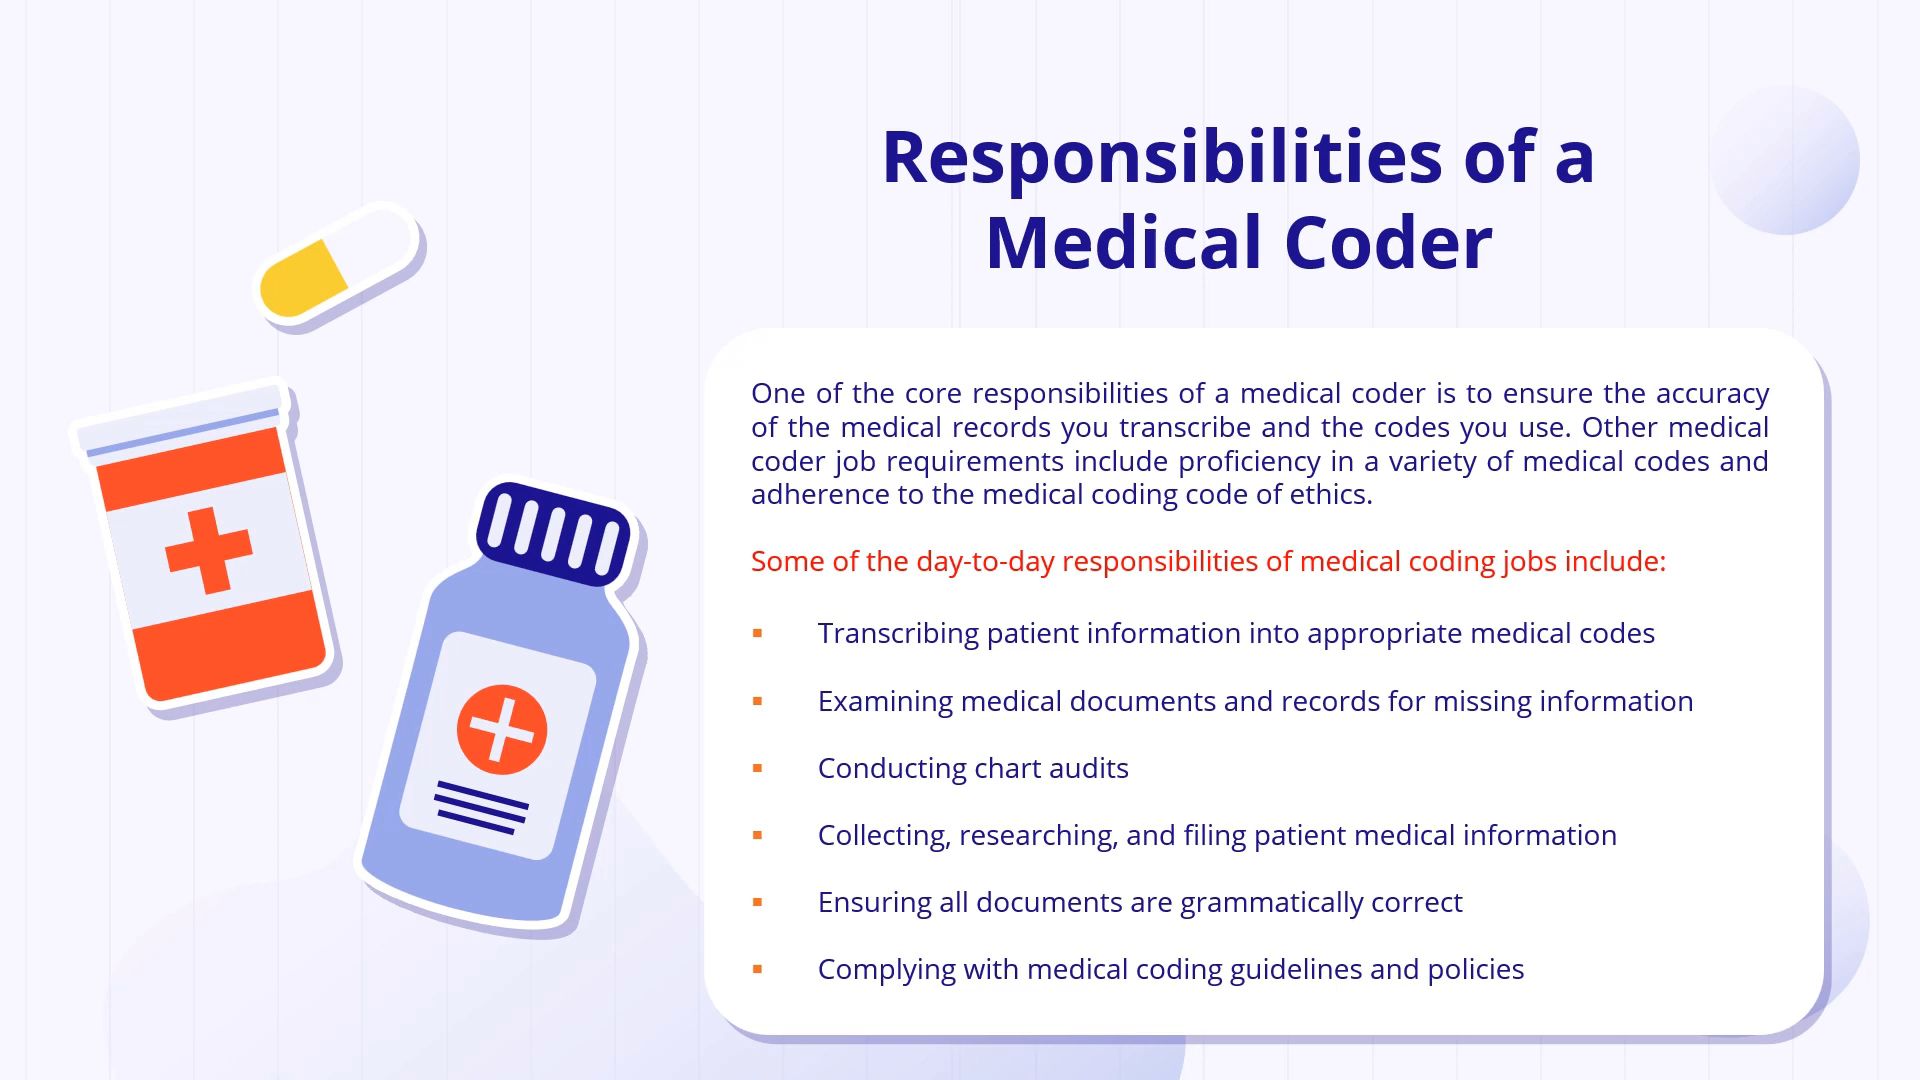 Responsibilities of a
Medical Coder
One of the core responsibilities of a medical coder is to ensure the accuracy
of the medical records you transcribe and the codes you use. Other medical
coder job requirements include proficiency in a variety of medical codes and
adherence to the medical coding code of ethics.
Some of the day-to-day responsibilities of medical coding jobs include:
▪ Transcribing patient information into appropriate medical codes
▪ Examining medical documents and records for missing information
▪ Conducting chart audits
▪ Collecting, researching, and filing patient medical information
▪ Ensuring all documents are grammatically correct
▪ Complying with medical coding guidelines and policies